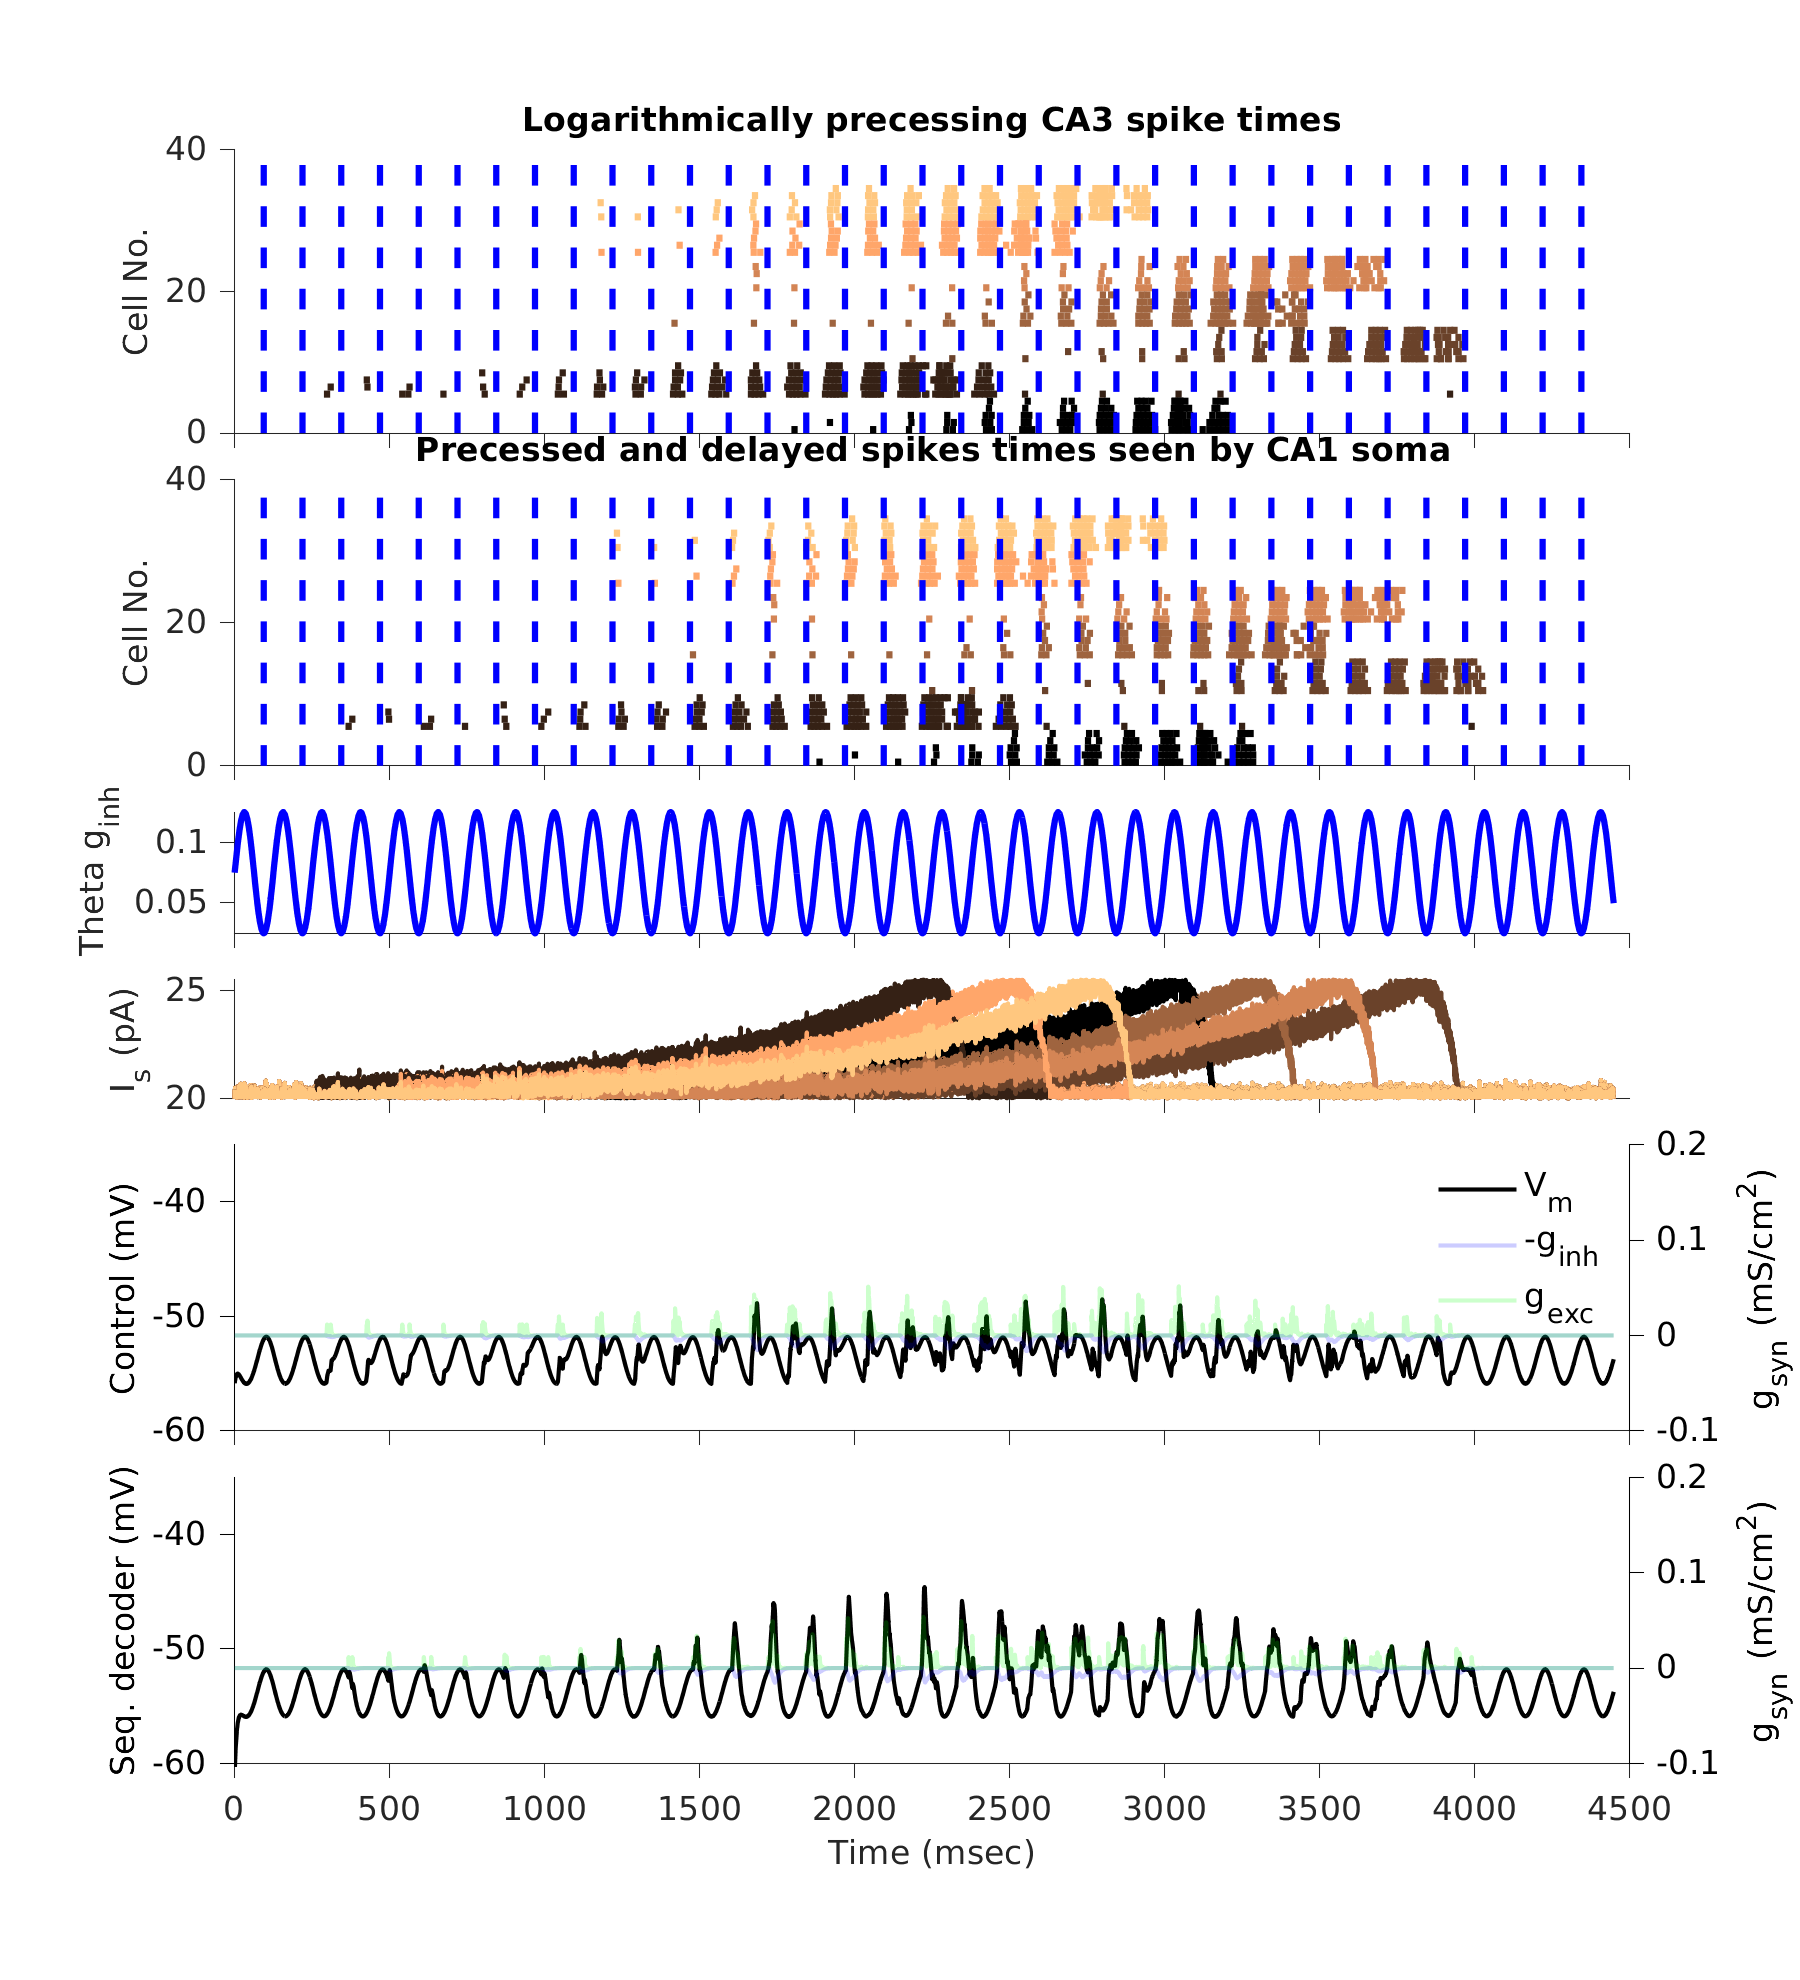 Logarithmically precessing CA3 spike times
40
20
0
Cell No.
Precessed and delayed spikes times seen by CA1 soma
40
20
0
Cell No.
0.1
0.05
Theta g_inh
25
20
I_s (pA)
-40
-50
-60
Control (mV)
V_m
-g_inh
g_exc
0.2
0.1
0
-0.1
g_syn (mS/cm^2)
-40
-50
-60
Seq. decoder (mV)
0.2
0.1
0
-0.1
g_syn (mS/cm^2)
0 500 1000 1500 2000 2500 3000 3500 4000 4500
Time (msec)